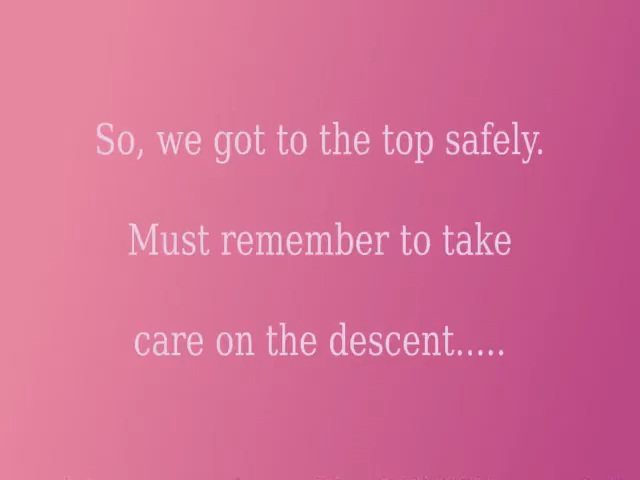 So, we got to the top safely.
Must remember to take
care on the descent.....